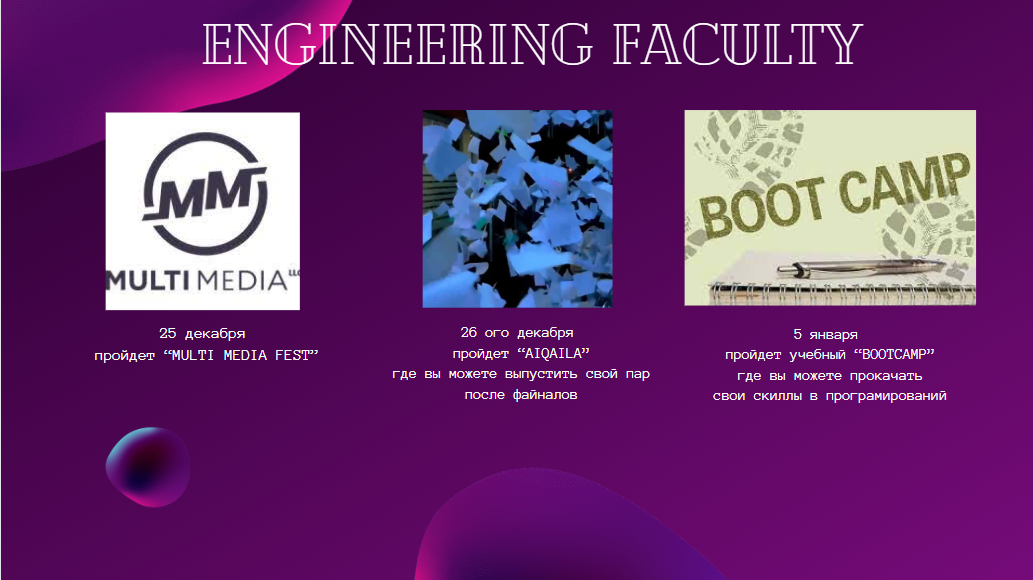 ENGINEERING FACULTY
MM
MULTI MEDIA LLC
25 декабря
пройдет “MULTI MEDIA FEST”
26 ого декабря
пройдет “AIQAILA”
где вы можете выпустить свой пар
после файналов
BOOT CAMP
5 января
пройдет учебный “BOOTCAMP”
где вы можете прокачать
свои скиллы в програмирований